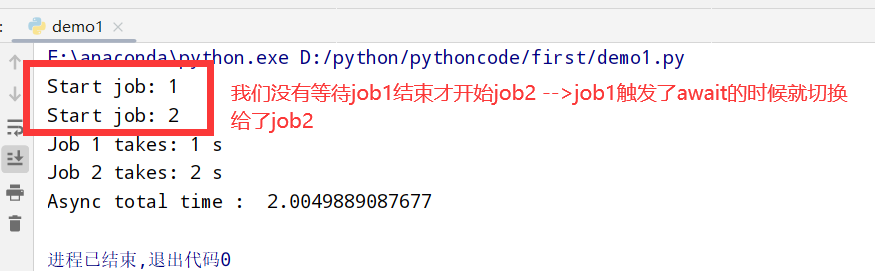 demo1
E:\anaconda\python.exe D:/python/pythoncode/first/demo1.py
Start job: 1
Start job: 2
我们没有等待job1结束才开始job2 -->job1触发了await的时候就切换
给了job2
Job 1 takes: 1 s
Job 2 takes: 2 s
Async total time :  2.0049889087677
进程已结束,退出代码0